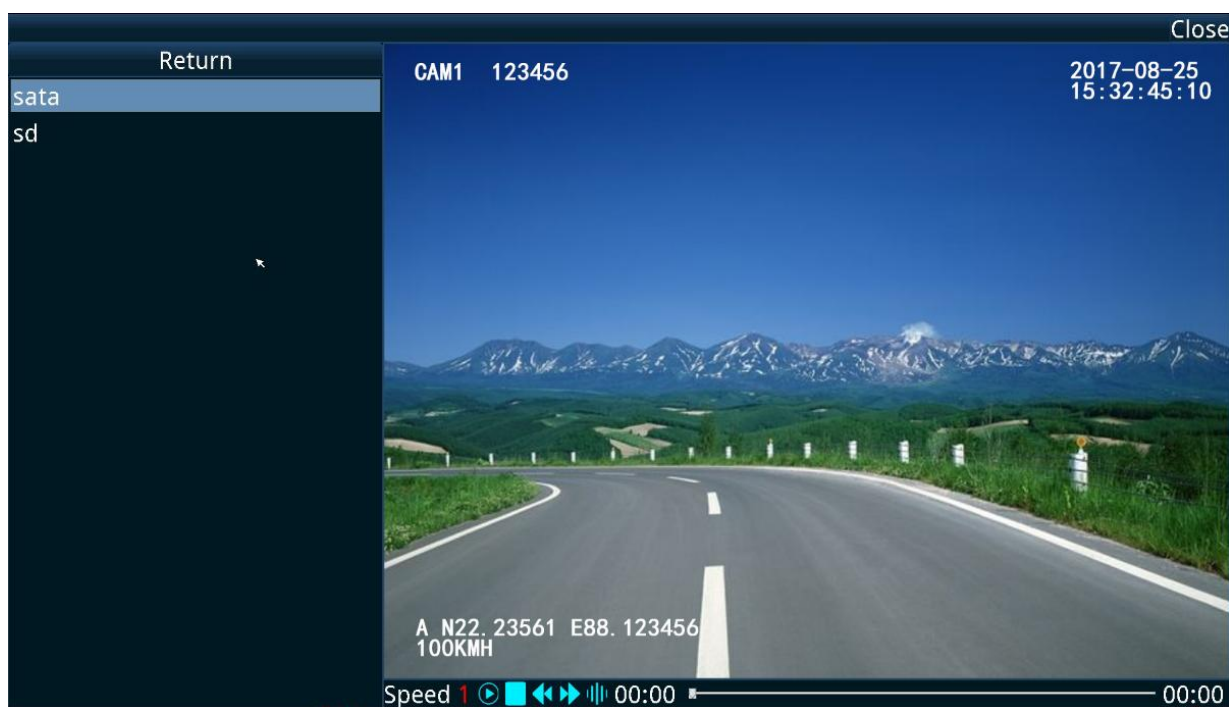 Close
Return
sata
sd
CAM1 123456
2017-08-25
15:32:45:10
A N22.23561 E88.123456
100KMH
Speed 1 00:00 00:00